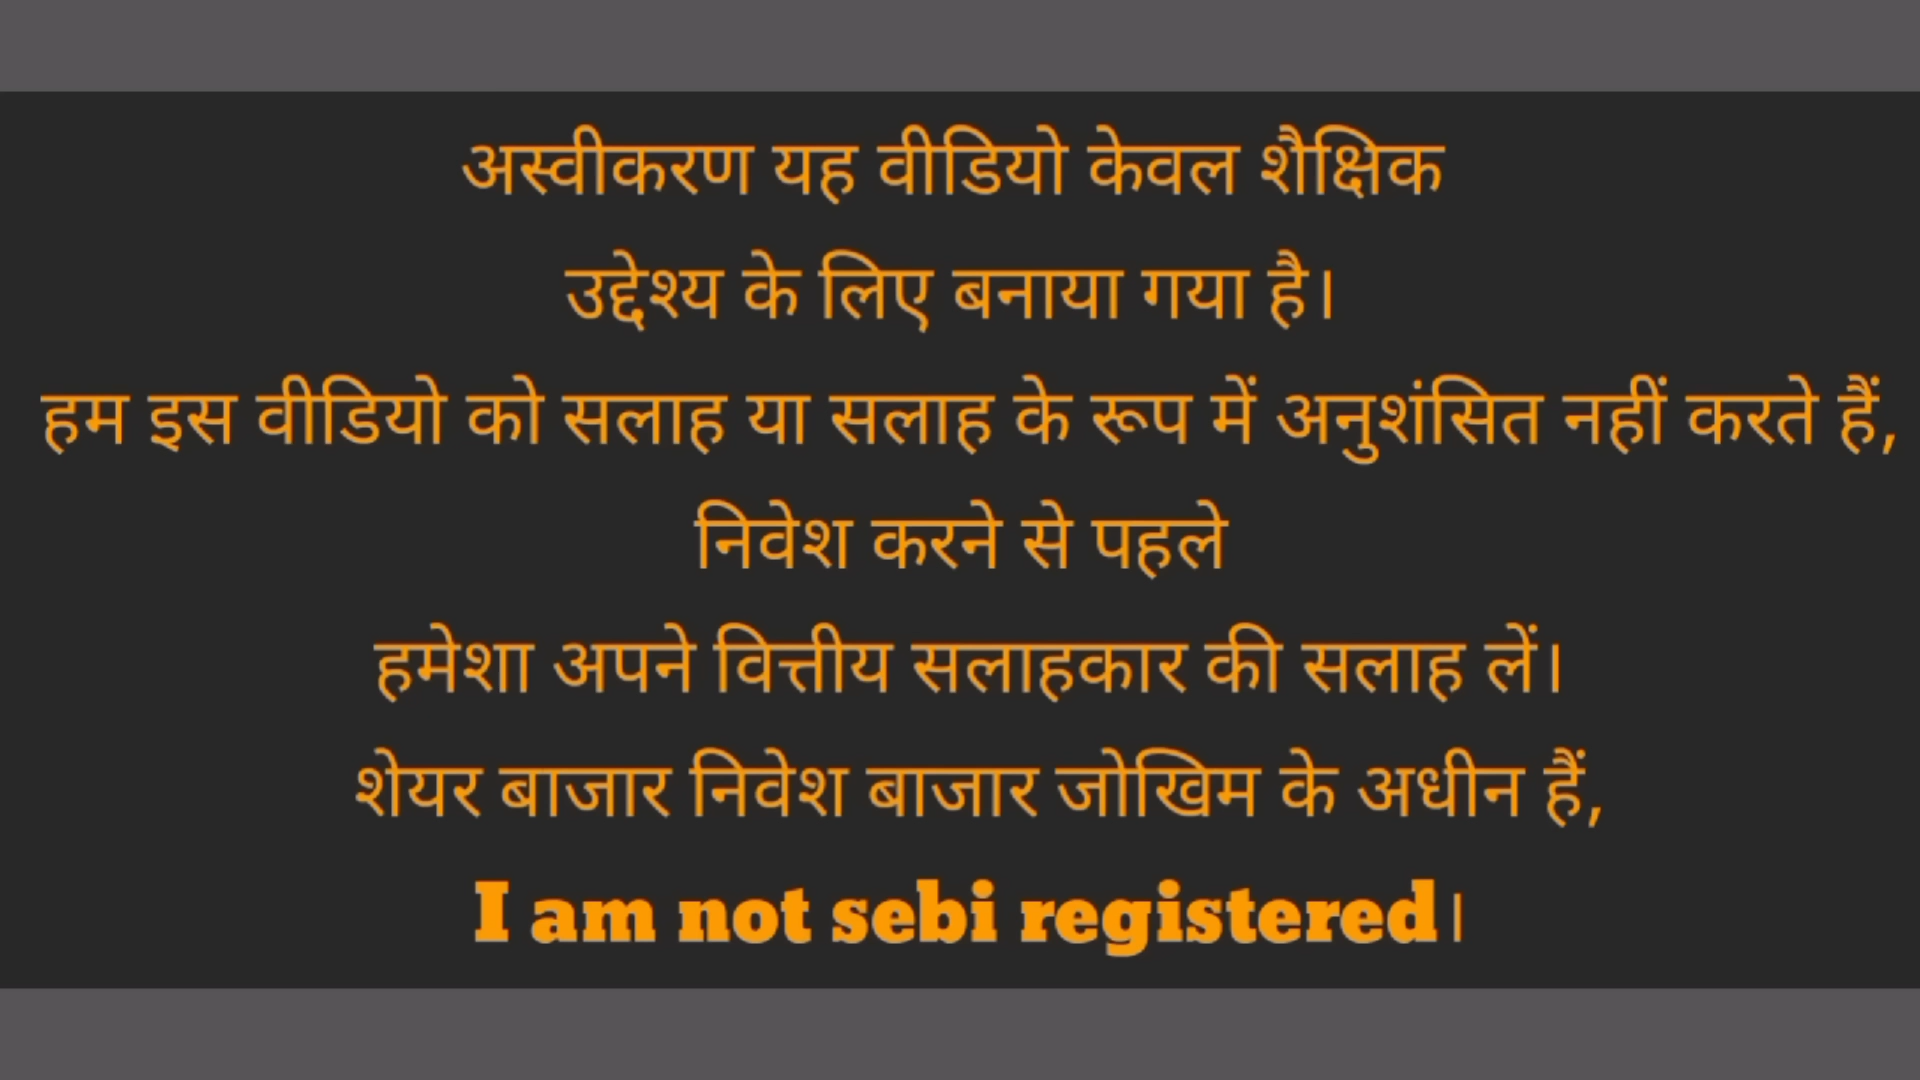 अस्वीकरण यह वीडियो केवल शैक्षिक
उद्देश्य के लिए बनाया गया है।
हम इस वीडियो को सलाह या सलाह के रूप में अनुशंसित नहीं करते हैं,
निवेश करने से पहले
हमेशा अपने वित्तीय सलाहकार की सलाह लें।
शेयर बाजार निवेश बाजार जोखिम के अधीन हैं,
I am not sebi registered।